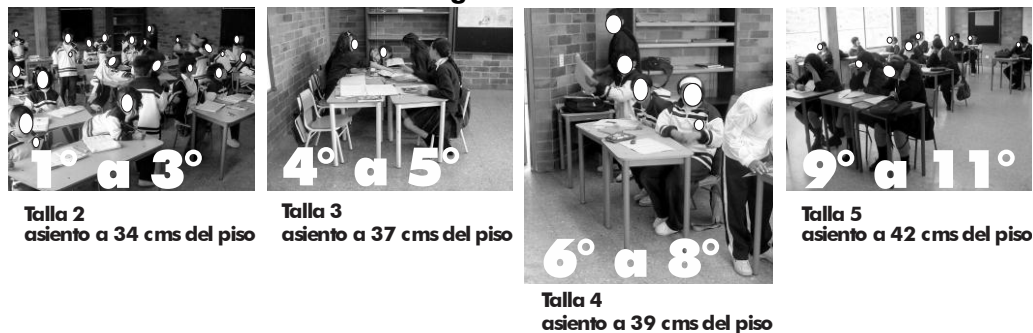 1° a 3°
Talla 2
asiento a 34 cms del piso
4° a 5°
Talla 3
asiento a 37 cms del piso
6° a 8°
Talla 4
asiento a 39 cms del piso
9° a 11°
Talla 5
asiento a 42 cms del piso